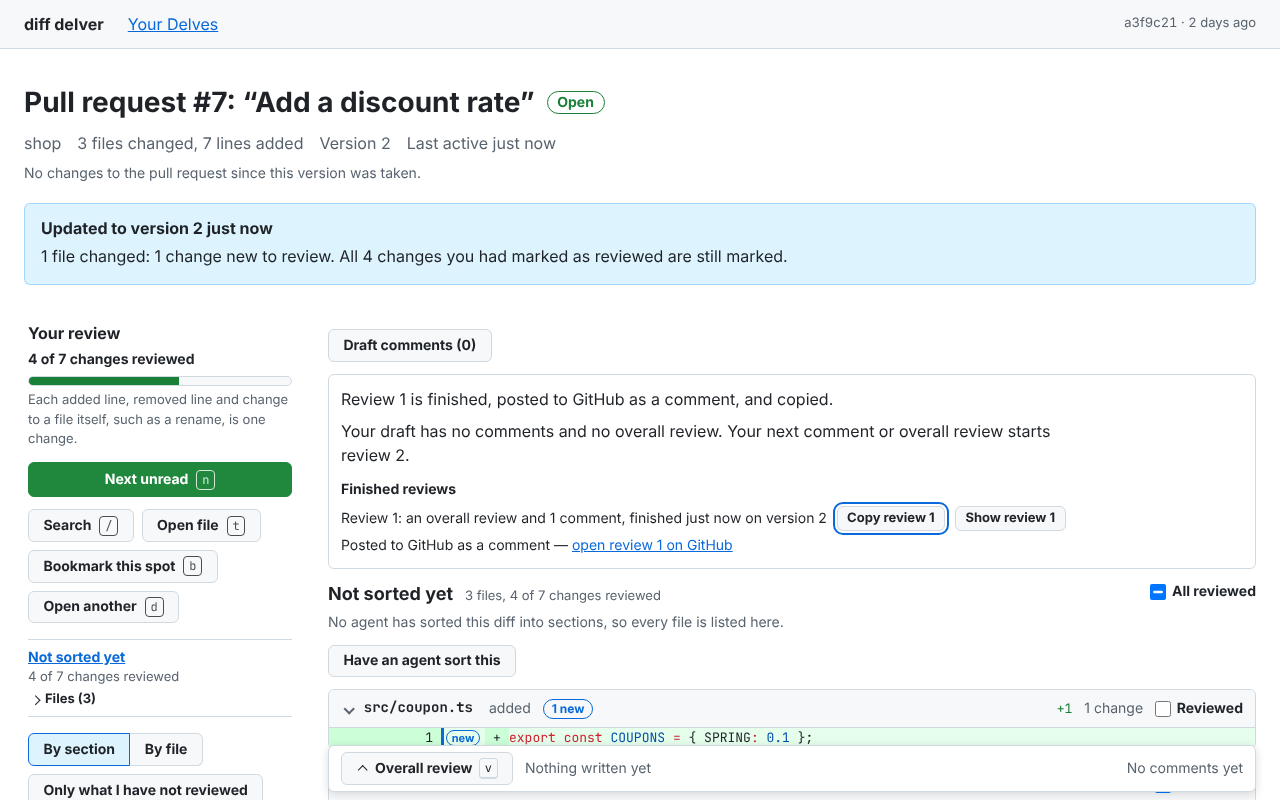 diff delver
Your Delves
a3f9c21 · 2 days ago
Pull request #7: “Add a discount rate”
Open
shop 3 files changed, 7 lines added Version 2 Last active just now
No changes to the pull request since this version was taken.
Updated to version 2 just now
1 file changed: 1 change new to review. All 4 changes you had marked as reviewed are still marked.
Your review
4 of 7 changes reviewed
Each added line, removed line and change
to a file itself, such as a rename, is one
change.
Next unread n
Search /
Open file t
Bookmark this spot b
Open another d
Not sorted yet
4 of 7 changes reviewed
Files (3)
By section
By file
Only what I have not reviewed
Draft comments (0)
Review 1 is finished, posted to GitHub as a comment, and copied.
Your draft has no comments and no overall review. Your next comment or overall review starts
review 2.
Finished reviews
Review 1: an overall review and 1 comment, finished just now on version 2
Copy review 1
Show review 1
Posted to GitHub as a comment — open review 1 on GitHub
Not sorted yet 3 files, 4 of 7 changes reviewed
All reviewed
No agent has sorted this diff into sections, so every file is listed here.
Have an agent sort this
src/coupon.ts added 1 new
+1 1 change Reviewed
1 new + export const COUPONS = { SPRING: 0.1 };
Overall review v
Nothing written yet
No comments yet